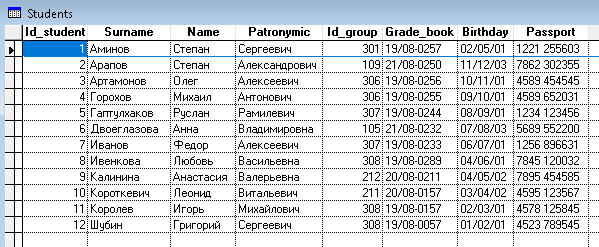 Students
Id_student Surname Name Patronymic Id_group Grade_book Birthday Passport
1 Аминов Степан Сергеевич 301 19/08-0257 02/05/01 1221 255603
2 Арапов Степан Александрович 109 21/08-0250 11/12/03 7862 302355
3 Артамонов Олег Алексеевич 306 19/08-0256 10/11/01 4589 454545
4 Горохов Михаил Антонович 306 19/08-0255 09/10/01 4589 652031
5 Гаптулхаков Руслан Рамилевич 307 19/08-0244 08/09/01 1234 123456
6 Двоеглазова Анна Владимировна 105 21/08-0232 07/08/03 5689 552200
7 Иванов Федор Алексеевич 307 19/08-0233 06/07/01 1256 896631
8 Ивенкова Любовь Васильевна 308 19/08-0289 04/06/01 7845 120032
9 Калинина Анастасия Валерьевна 212 20/08-0211 04/05/02 7895 454585
10 Короткевич Леонид Витальевич 211 20/08-0157 03/04/02 4595 123567
11 Королев Игорь Михайлович 308 19/08-0157 02/03/01 4578 125845
12 Шубин Григорий Сергеевич 308 19/08-0057 01/02/01 4523 789545